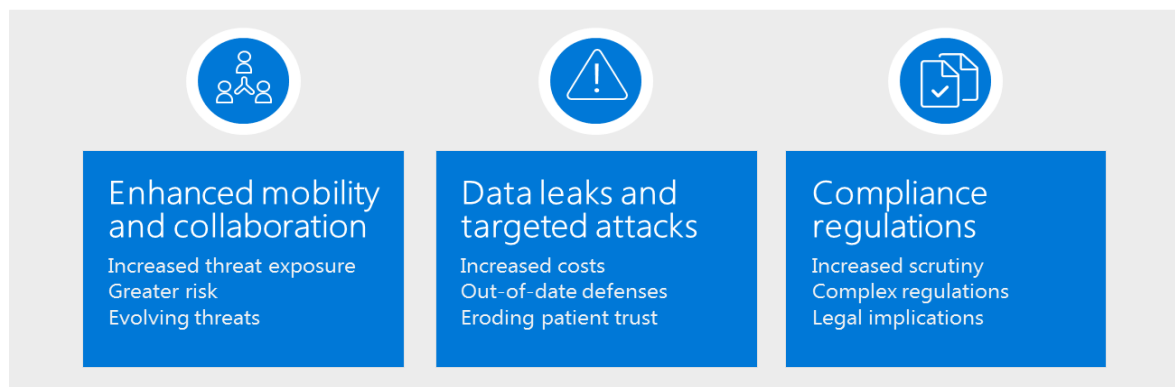 Enhanced mobility
and collaboration
Increased threat exposure
Greater risk
Evolving threats
Data leaks and
targeted attacks
Increased costs
Out-of-date defenses
Eroding patient trust
Compliance
regulations
Increased scrutiny
Complex regulations
Legal implications